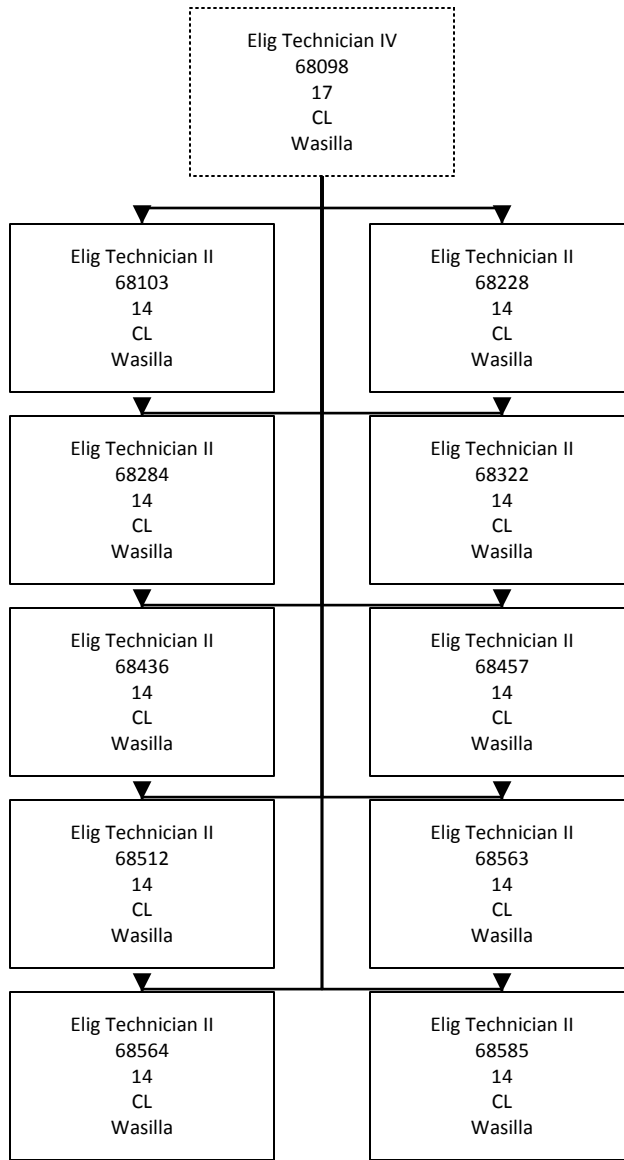 Elig Technician IV
68098
17
CL
Wasilla
Elig Technician II
68103
14
CL
Wasilla
Elig Technician II
68228
14
CL
Wasilla
Elig Technician II
68284
14
CL
Wasilla
Elig Technician II
68322
14
CL
Wasilla
Elig Technician II
68436
14
CL
Wasilla
Elig Technician II
68457
14
CL
Wasilla
Elig Technician II
68512
14
CL
Wasilla
Elig Technician II
68563
14
CL
Wasilla
Elig Technician II
68564
14
CL
Wasilla
Elig Technician II
68585
14
CL
Wasilla